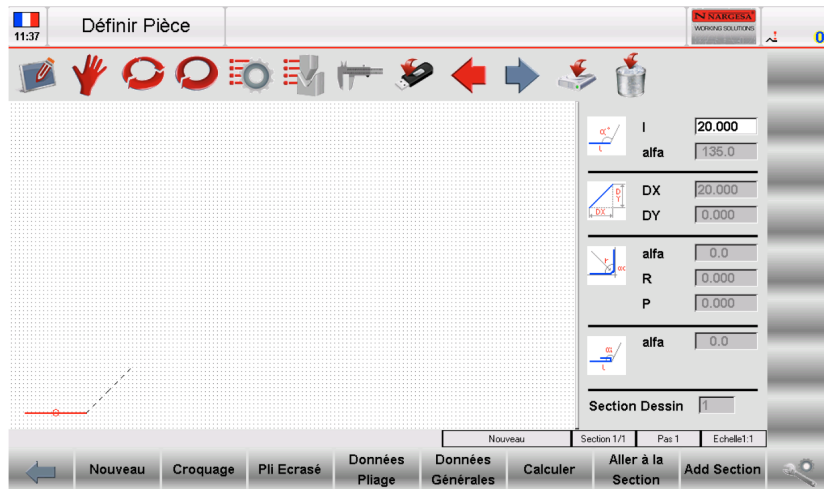 11:37
Définir Pièce
NARGESA
WORKING SOLUTIONS
0
l 20.000
alfa 135.0
DX 20.000
DY 0.000
alfa 0.0
R 0.000
P 0.000
alfa 0.0
Section Dessin 1
Nouveau Section 1/1 Pas 1 Echelle1:1
Nouveau Croquage Pli Ecrasé Données Pliage Données Générales Calculer Aller à la Section Add Section